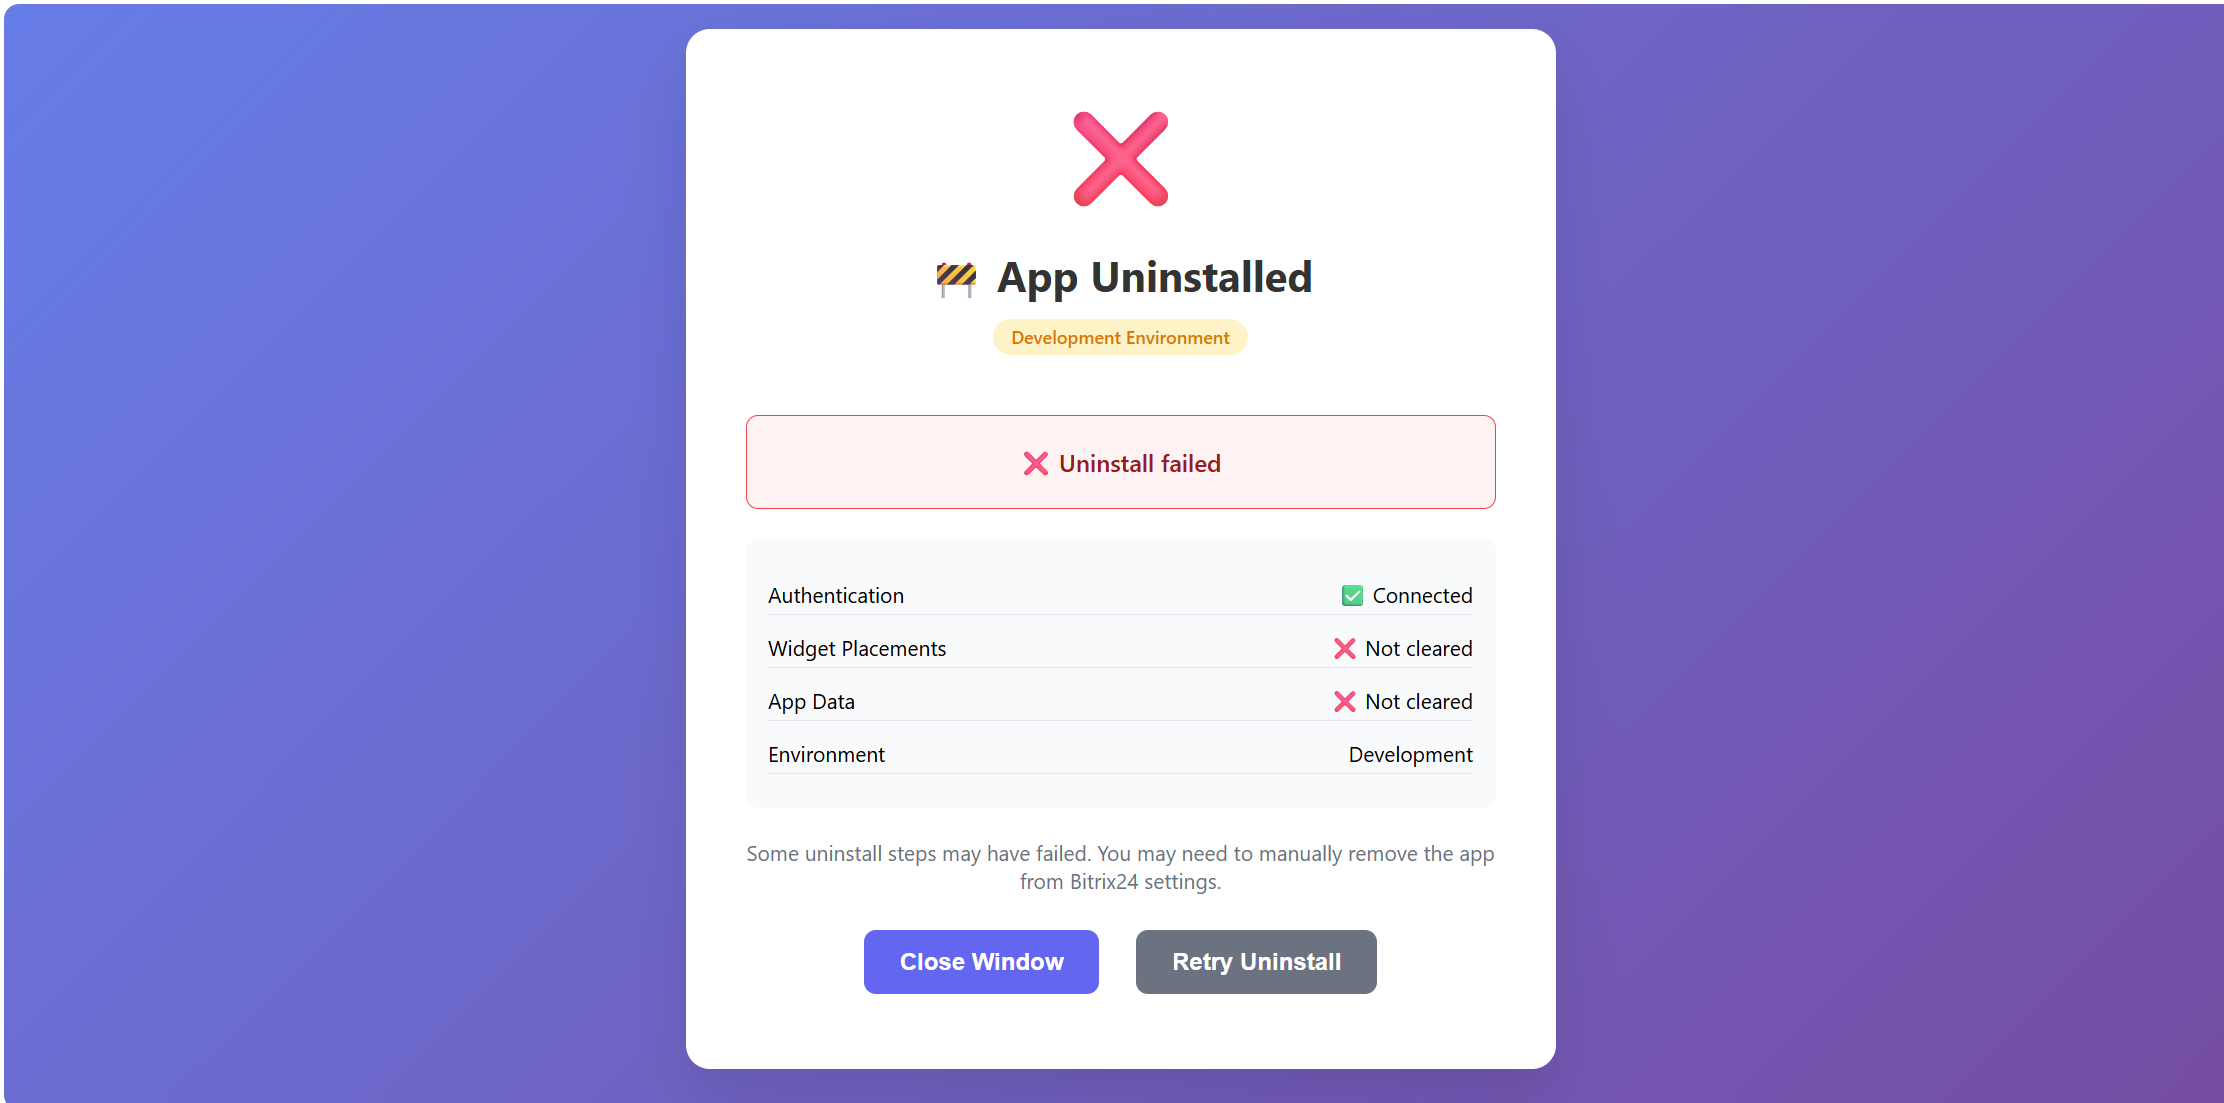 🚧 App Uninstalled
Development Environment
❌ Uninstall failed
Authentication ✅ Connected
Widget Placements ❌ Not cleared
App Data ❌ Not cleared
Environment Development
Some uninstall steps may have failed. You may need to manually remove the app
from Bitrix24 settings.
Close Window Retry Uninstall